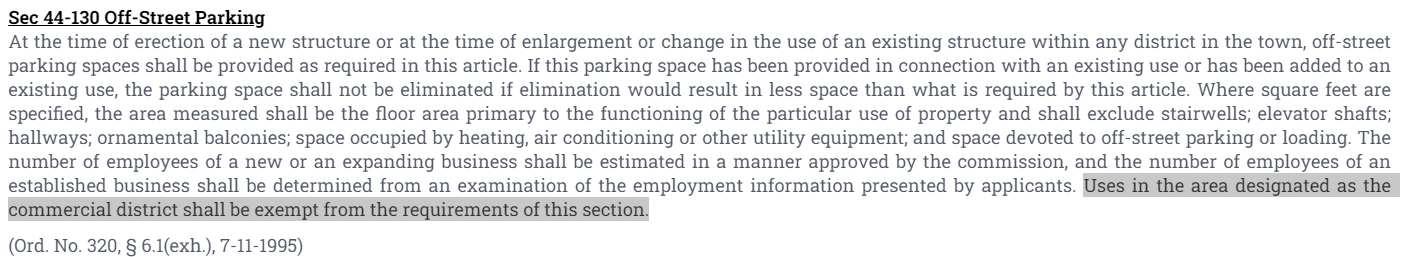 Sec 44-130 Off-Street Parking
At the time of erection of a new structure or at the time of enlargement or change in the use of an existing structure within any district in the town, off-street
parking spaces shall be provided as required in this article. If this parking space has been provided in connection with an existing use or has been added to an
existing use, the parking space shall not be eliminated if elimination would result in less space than what is required by this article. Where square feet are
specified, the area measured shall be the floor area primary to the functioning of the particular use of property and shall exclude stairwells; elevator shafts;
hallways; ornamental balconies; space occupied by heating, air conditioning or other utility equipment; and space devoted to off-street parking or loading. The
number of employees of a new or an expanding business shall be estimated in a manner approved by the commission, and the number of employees of an
established business shall be determined from an examination of the employment information presented by applicants. Uses in the area designated as the
commercial district shall be exempt from the requirements of this section.
(Ord. No. 320, § 6.1(exh.), 7-11-1995)